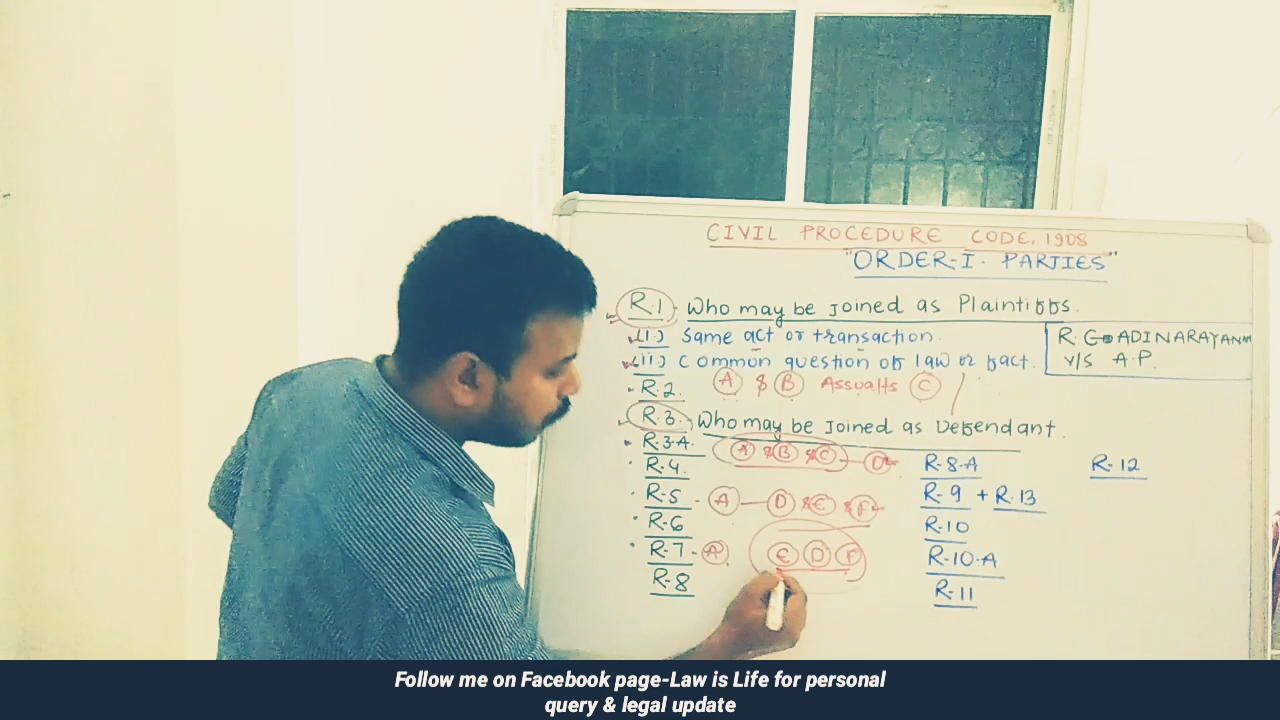 CIVIL PROCEDURE CODE, 1908
"ORDER-I. PARTIES"
R.1 Who may be Joined as Plaintiffs.
(i) Same act or transaction.
(ii) Common question of law or fact.
R. G ADINARAYANA
V/S A.P.
R.2. A & B Assualts C
R.3. Who may be Joined as Defendant.
R.3-A. A & B & C — D
R-4.
R-5 - A — D & E & F
R-6
R-7 - A E D F
R-8
R-8-A
R-9 + R-13
R-10
R-10-A
R-11
R-12
Follow me on Facebook page-Law is Life for personal
query & legal update